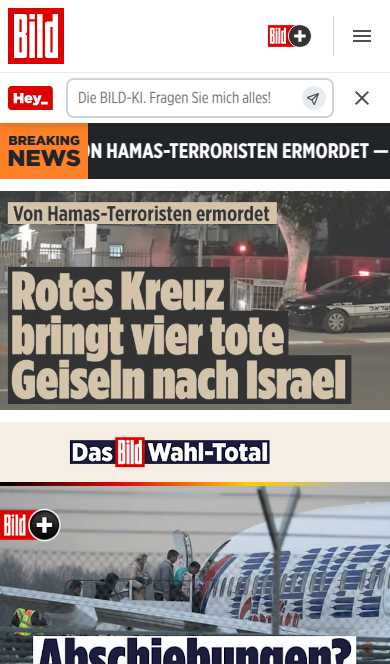 Bild
Bild+
Hey_
Die BILD-KI. Fragen Sie mich alles!
BREAKING
NEWS
ON HAMAS-TERRORISTEN ERMORDET —
Von Hamas-Terroristen ermordet
Rotes Kreuz
bringt vier tote
Geiseln nach Israel
Das Bild Wahl-Total
Bild+
Abschiebungen?